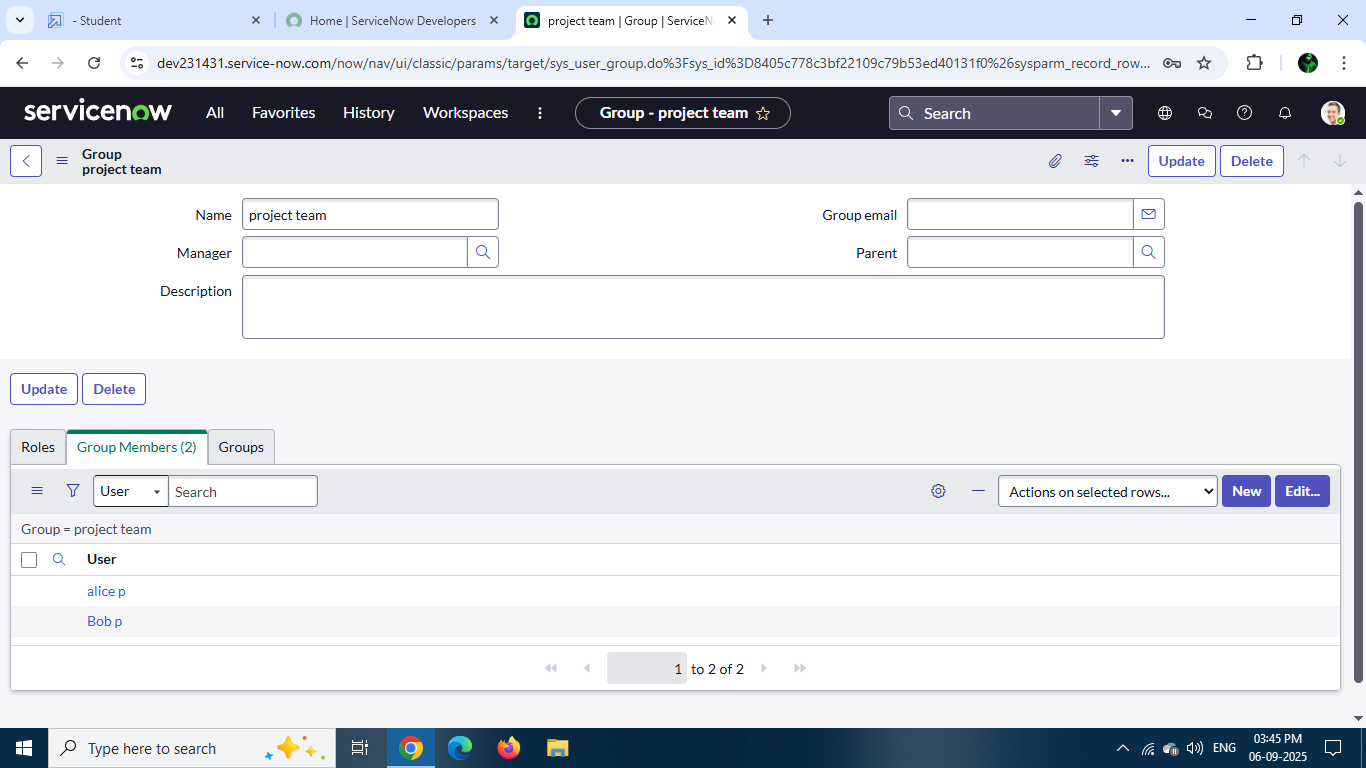 - Student
Home | ServiceNow Developers
project team | Group | ServiceN
dev231431.service-now.com/now/nav/ui/classic/params/target/sys_user_group.do%3Fsys_id%3D8405c778c3bf22109c79b53ed40131f0%26sysparm_record_row...
servicenow All Favorites History Workspaces Group - project team Search
Group
project team
Update Delete
Name project team Group email
Manager Parent
Description
Update Delete
Roles Group Members (2) Groups
User Search Actions on selected rows... New Edit...
Group = project team
User
alice p
Bob p
1 to 2 of 2
Type here to search
ENG
03:45 PM
06-09-2025